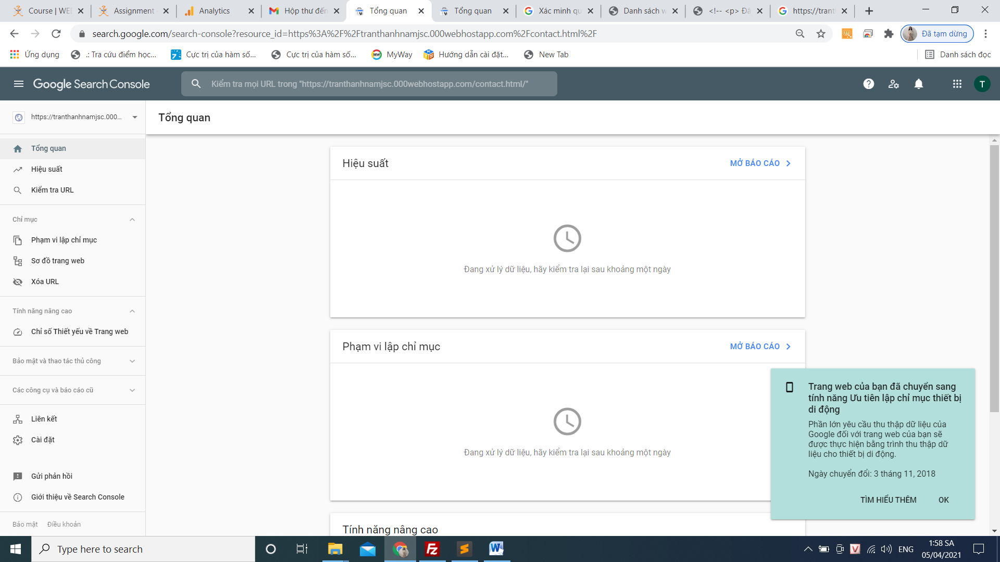 Course | WE
Assignment
Analytics
Hộp thư đến
Tổng quan
Tổng quan
Xác minh qu
Danh sách w
<!-- <p> Đâ
https://trant
search.google.com/search-console?resource_id=https%3A%2F%2Ftranthanhnamjsc.000webhostapp.com%2Fcontact.html%2F
Đã tạm dừng
Ứng dụng
.: Tra cứu điểm học...
Cực trị của hàm số...
Cực trị của hàm số...
MyWay
Hướng dẫn cài đặt...
New Tab
Danh sách đọc
Google Search Console
Kiểm tra mọi URL trong "https://tranthanhnamjsc.000webhostapp.com/contact.html/"
T
https://tranthanhnamjsc.000...
Tổng quan
Tổng quan
Hiệu suất
Kiểm tra URL
Chỉ mục
Phạm vi lập chỉ mục
Sơ đồ trang web
Xóa URL
Tính năng nâng cao
Chỉ số Thiết yếu về Trang web
Bảo mật và thao tác thủ công
Các công cụ và báo cáo cũ
Liên kết
Cài đặt
Gửi phản hồi
Giới thiệu về Search Console
Bảo mật
Điều khoản
Hiệu suất
MỞ BÁO CÁO
Đang xử lý dữ liệu, hãy kiểm tra lại sau khoảng một ngày
Phạm vi lập chỉ mục
MỞ BÁO CÁO
Đang xử lý dữ liệu, hãy kiểm tra lại sau khoảng một ngày
Tính năng nâng cao
Trang web của bạn đã chuyển sang
tính năng Ưu tiên lập chỉ mục thiết bị
di động
Phần lớn yêu cầu thu thập dữ liệu của
Google đối với trang web của bạn sẽ
được thực hiện bằng trình thu thập dữ
liệu cho thiết bị di động.
Ngày chuyển đổi: 3 tháng 11, 2018
TÌM HIỂU THÊM
OK
Type here to search
ENG
1:58 SA
05/04/2021